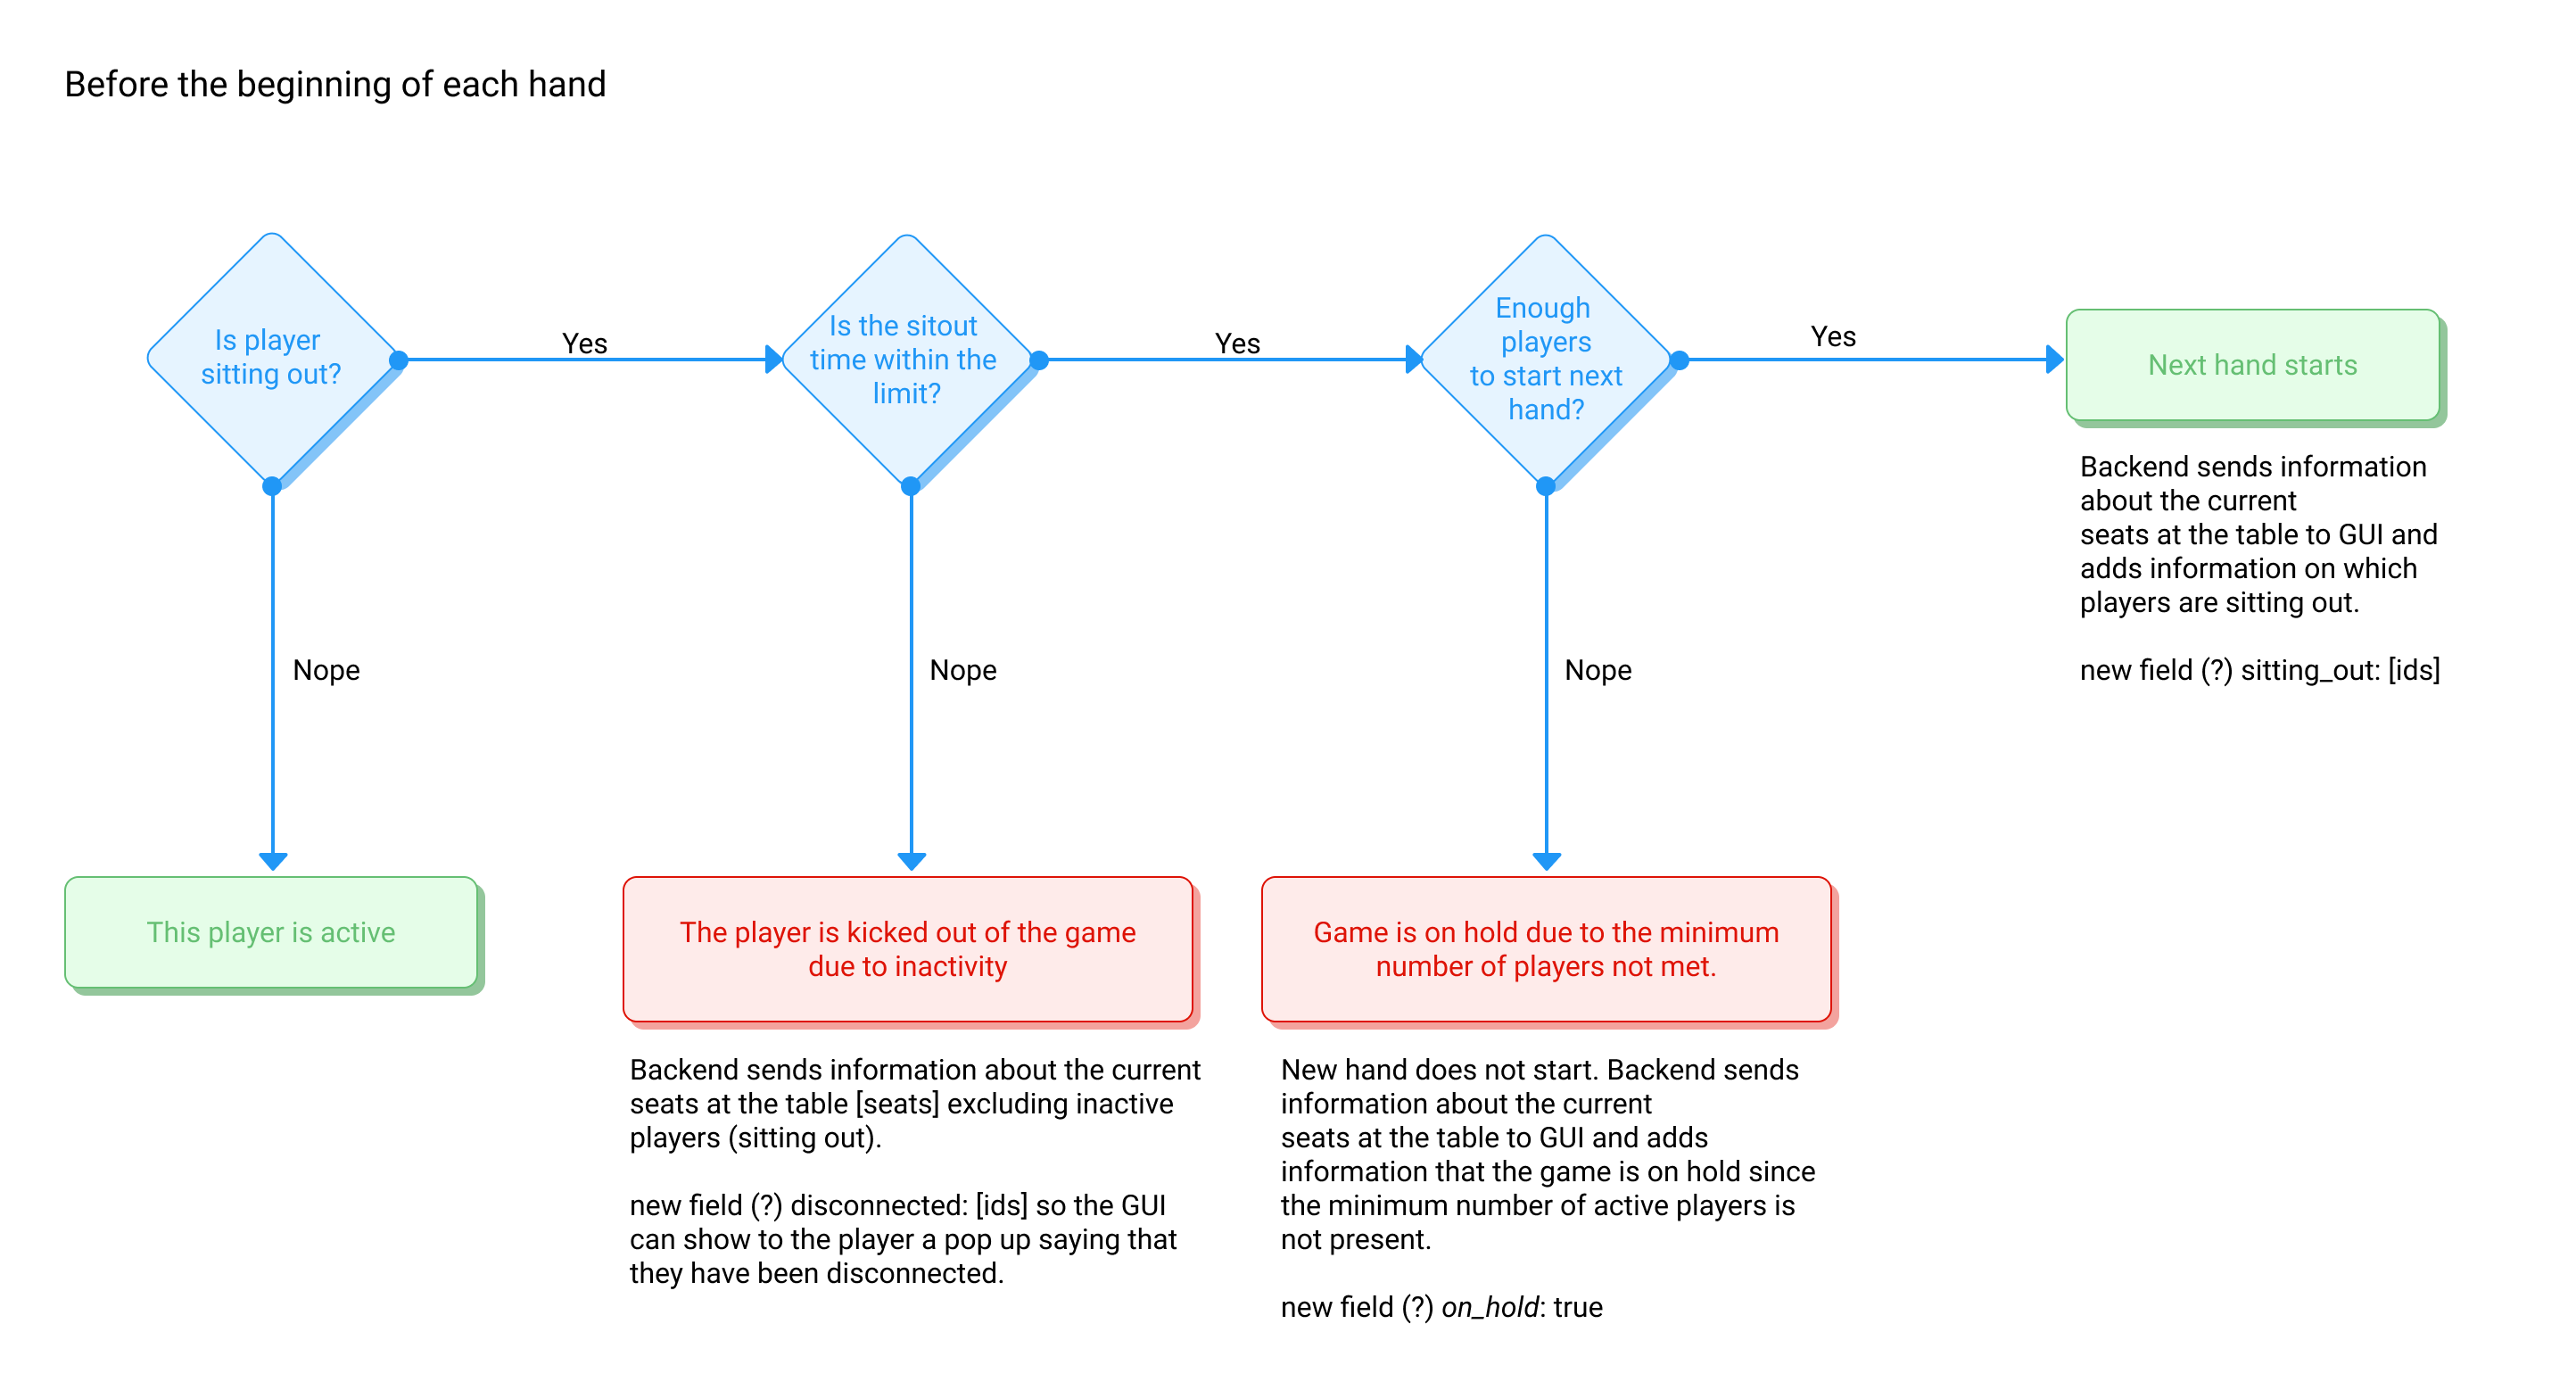 Before the beginning of each hand
Is player
sitting out?
Yes
Is the sitout
time within the
limit?
Yes
Enough
players
to start next
hand?
Yes
Next hand starts
Backend sends information
about the current
seats at the table to GUI and
adds information on which
players are sitting out.
new field (?) sitting_out: [ids]
Nope
Nope
Nope
This player is active
The player is kicked out of the game
due to inactivity
Game is on hold due to the minimum
number of players not met.
Backend sends information about the current
seats at the table [seats] excluding inactive
players (sitting out).
new field (?) disconnected: [ids] so the GUI
can show to the player a pop up saying that
they have been disconnected.
New hand does not start. Backend sends
information about the current
seats at the table to GUI and adds
information that the game is on hold since
the minimum number of active players is
not present.
new field (?) on_hold: true